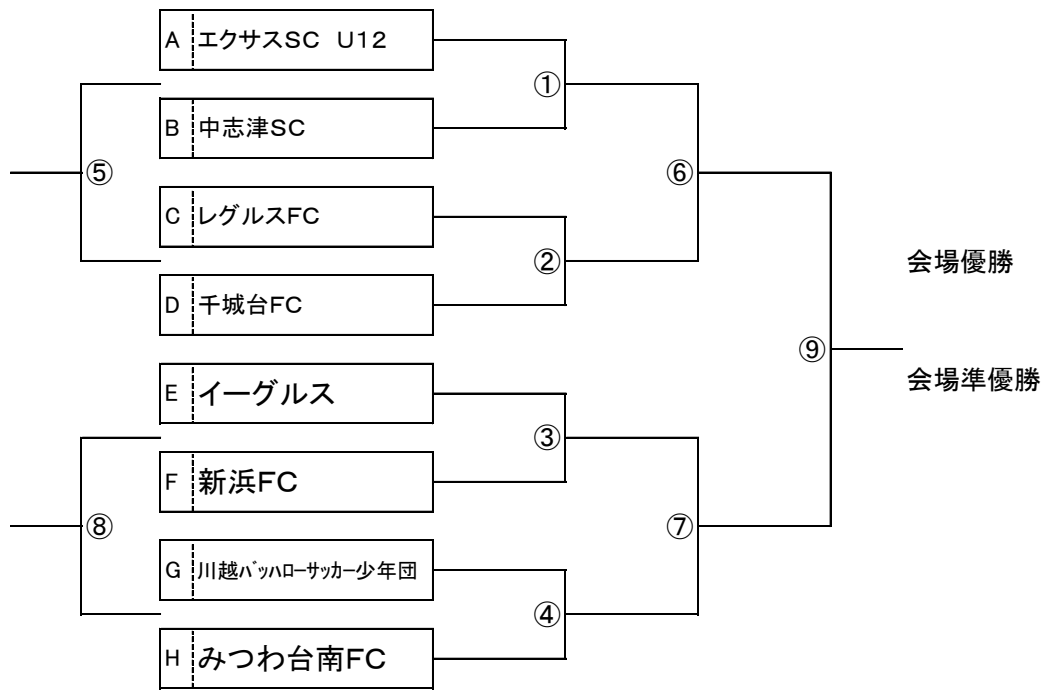 A エクサスSC U12
①
B 中志津SC
⑤
⑥
C レグルスFC
②
会場優勝
D 千城台FC
⑨
会場準優勝
E イーグルス
③
F 新浜FC
⑧
⑦
G 川越バッハローサッカー少年団
④
H みつわ台南FC